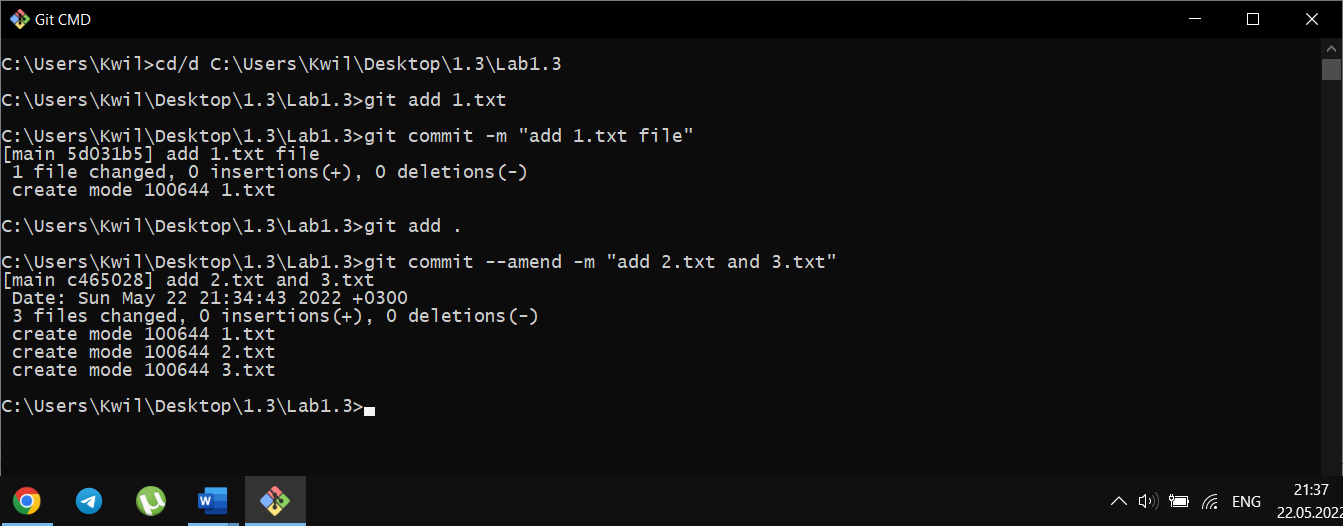 Git CMD
C:\Users\Kwil>cd/d C:\Users\Kwil\Desktop\1.3\Lab1.3
C:\Users\Kwil\Desktop\1.3\Lab1.3>git add 1.txt
C:\Users\Kwil\Desktop\1.3\Lab1.3>git commit -m "add 1.txt file"
[main 5d031b5] add 1.txt file
 1 file changed, 0 insertions(+), 0 deletions(-)
 create mode 100644 1.txt
C:\Users\Kwil\Desktop\1.3\Lab1.3>git add .
C:\Users\Kwil\Desktop\1.3\Lab1.3>git commit --amend -m "add 2.txt and 3.txt"
[main c465028] add 2.txt and 3.txt
 Date: Sun May 22 21:34:43 2022 +0300
 3 files changed, 0 insertions(+), 0 deletions(-)
 create mode 100644 1.txt
 create mode 100644 2.txt
 create mode 100644 3.txt
C:\Users\Kwil\Desktop\1.3\Lab1.3>
W
ENG
21:37
22.05.2022